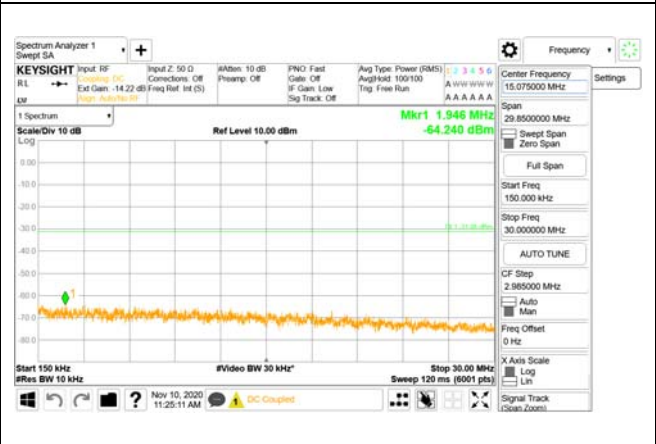 Spectrum Analyzer 1
Swept SA
Frequency
Settings
KEYSIGHT
RL
Input: RF
Coupling: DC
Ext Gain: -14.22 dB
Align: Auto/No RF
Input Z: 50 Ω
Corrections: Off
Freq Ref: Int (S)
#Atten: 10 dB
Preamp: Off
PNO: Fast
Gate: Off
IF Gain: Low
Sig Track: Off
Avg Type: Power (RMS)
Avg|Hold: 100/100
Trig: Free Run
1 2 3 4 5 6
A W W W W W
A A A A A A
1 Spectrum
Scale/Div 10 dB
Log
Ref Level 10.00 dBm
Mkr1 1.946 MHz
-64.240 dBm
0.00
-10.0
-20.0
-30.0
-40.0
-50.0
-60.0
-70.0
-80.0
1
Start 150 kHz
#Res BW 10 kHz
#Video BW 30 kHz*
Stop 30.00 MHz
Sweep 120 ms (6001 pts)
Nov 10, 2020
11:25:11 AM
1
DC Coupled
Center Frequency
15.075000 MHz
Span
29.8500000 MHz
Swept Span
Zero Span
Full Span
Start Freq
150.000 kHz
Stop Freq
30.000000 MHz
AUTO TUNE
CF Step
2.985000 MHz
Auto
Man
Freq Offset
0 Hz
X Axis Scale
Log
Lin
Signal Track
(Span Zoom)